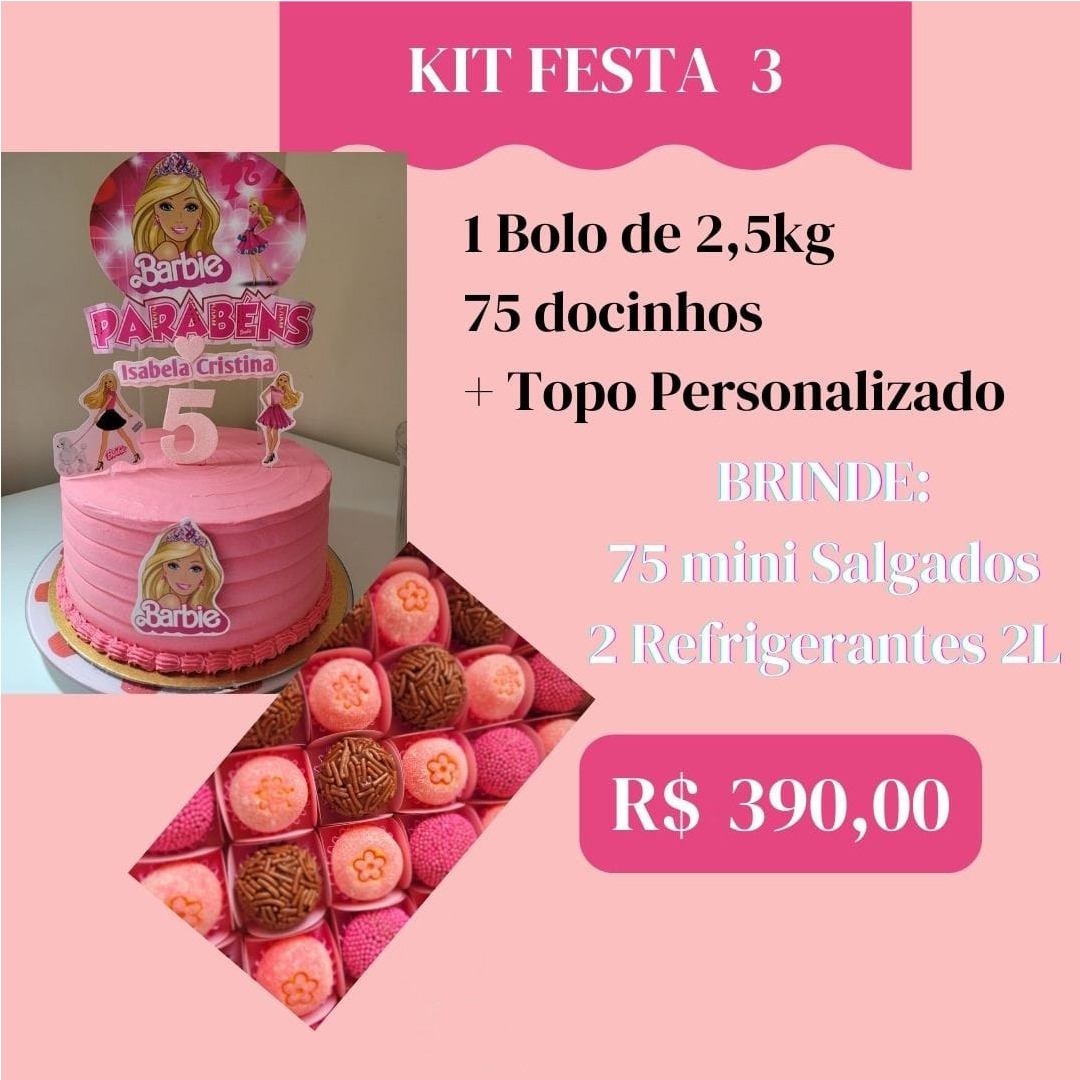 KIT FESTA 3
Barbie
PARABÉNS
Isabela Cristina
5
Barbie
Barbie
1 Bolo de 2,5kg
75 docinhos
+ Topo Personalizado
BRINDE:
75 mini Salgados
2 Refrigerantes 2L
R$ 390,00